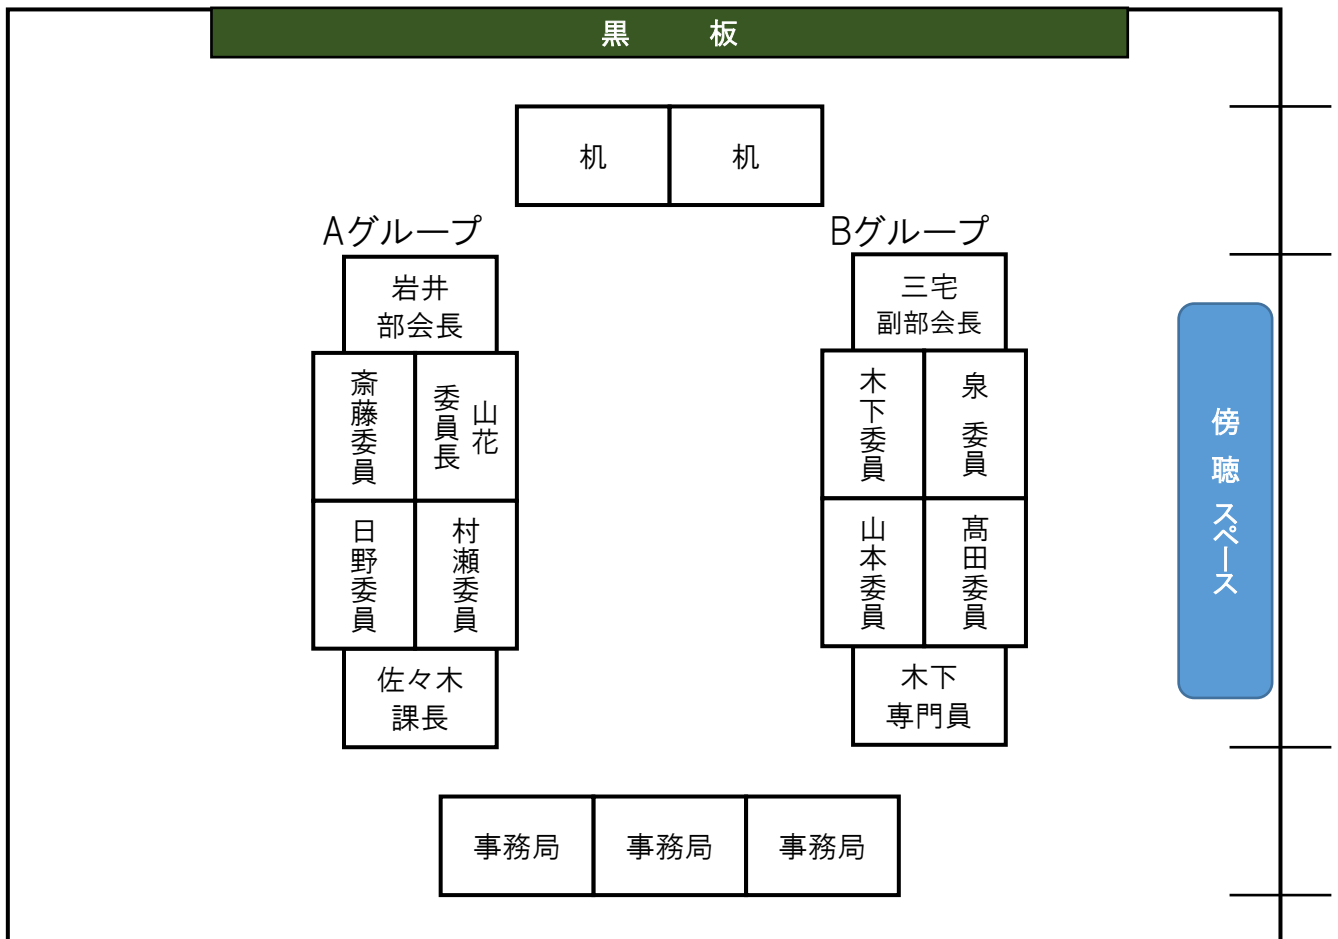 黒　板
机
机
Aグループ
岩井
部会長
斎藤委員
山花
委員長
日野委員
村瀬委員
佐々木
課長
Bグループ
三宅
副部会長
木下委員
泉 委員
山本委員
髙田委員
木下
専門員
傍聴スペース
事務局
事務局
事務局